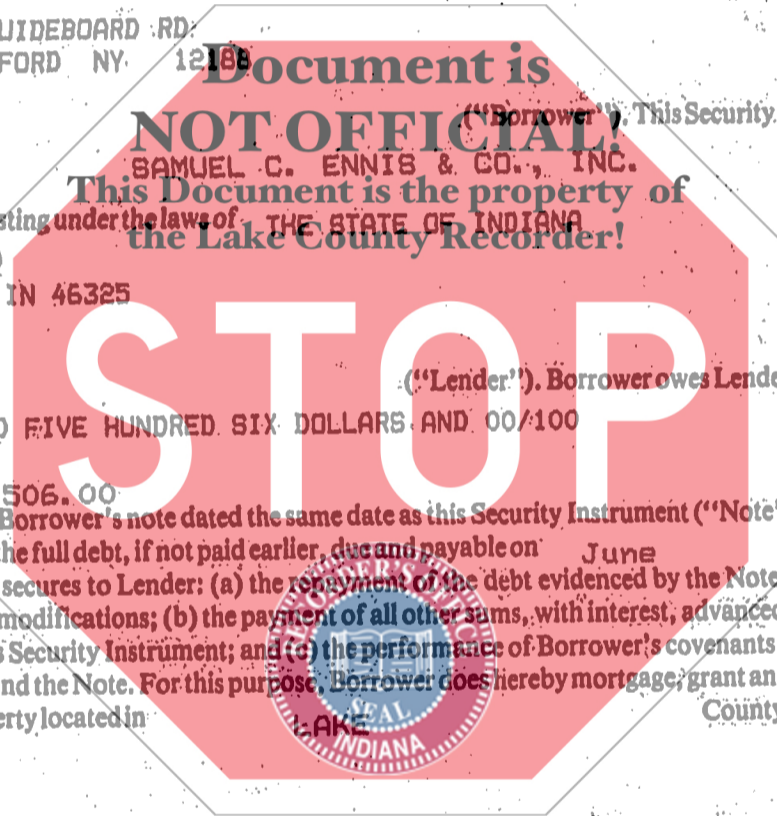 UIDEBOARD RD:
FORD NY 12188
Document is
NOT OFFICIAL!
("Borrower"). This Security
SAMUEL C. ENNIS & CO., INC.
This Document is the property of
sting under the laws of THE STATE OF INDIANA
the Lake County Recorder!
IN 46325
STOP
("Lender"). Borrower owes Lende
FIVE HUNDRED SIX DOLLARS AND 00/100
506.00
Borrower's note dated the same date as this Security Instrument ("Note"
he full debt, if not paid earlier, due and payable on June
secures to Lender: (a) the repayment of the debt evidenced by the Note
modifications; (b) the payment of all other sums, with interest, advance
s Security Instrument; and (c) the performance of Borrower's covenants
nd the Note. For this purpose, Borrower does hereby mortgage, grant an
erty located in LAKE County
RECORDER'S OFFIC
SEAL
INDIANA